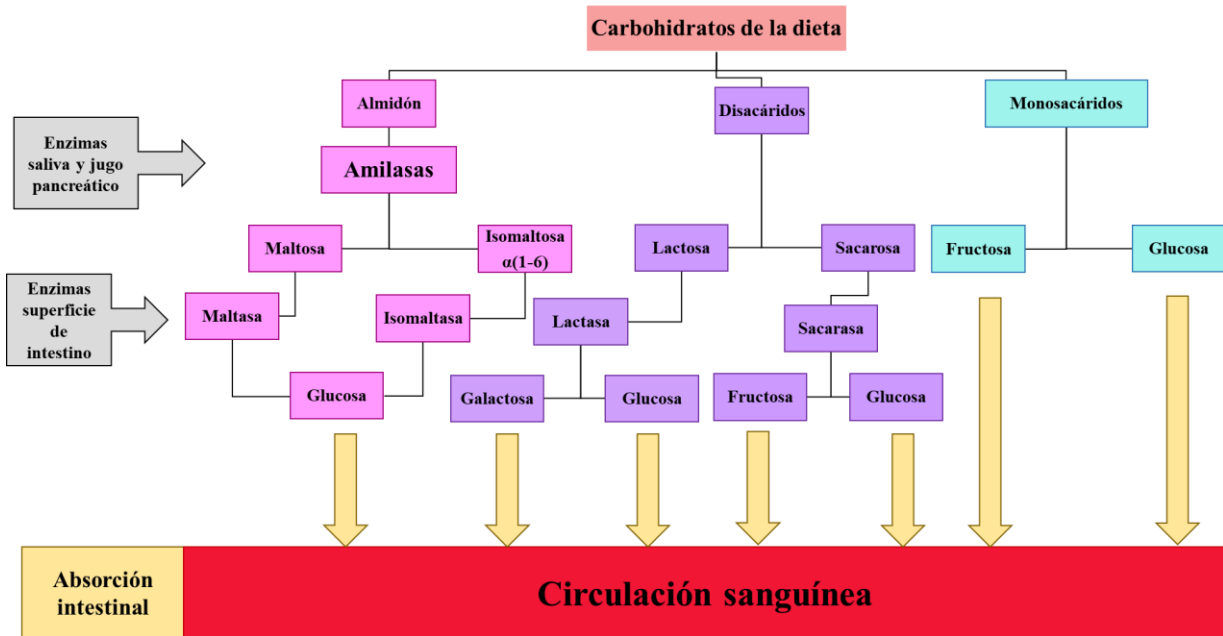 Carbohidratos de la dieta
Almidón
Disacáridos
Monosacáridos
Enzimas
saliva y jugo
pancreático
Amilasas
Maltosa
Isomaltosa
α(1-6)
Lactosa
Sacarosa
Fructosa
Glucosa
Enzimas
superficie
de
intestino
Maltasa
Isomaltasa
Lactasa
Sacarasa
Glucosa
Galactosa
Glucosa
Fructosa
Glucosa
Absorción
intestinal
Circulación sanguínea